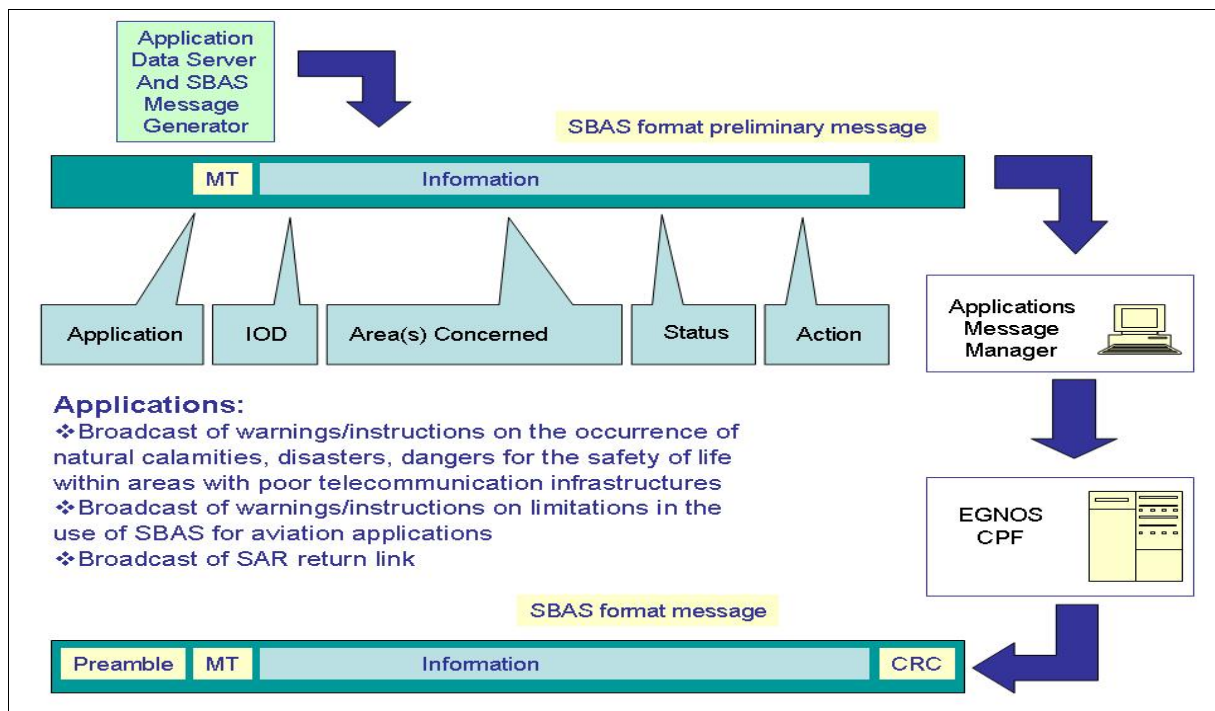 Application
Data Server
And SBAS
Message
Generator
SBAS format preliminary message
MT
Information
Application
IOD
Area(s) Concerned
Status
Action
Applications
Message
Manager
Applications:
❖Broadcast of warnings/instructions on the occurrence of
natural calamities, disasters, dangers for the safety of life
within areas with poor telecommunication infrastructures
❖Broadcast of warnings/instructions on limitations in the
use of SBAS for aviation applications
❖Broadcast of SAR return link
EGNOS
CPF
SBAS format message
Preamble
MT
Information
CRC